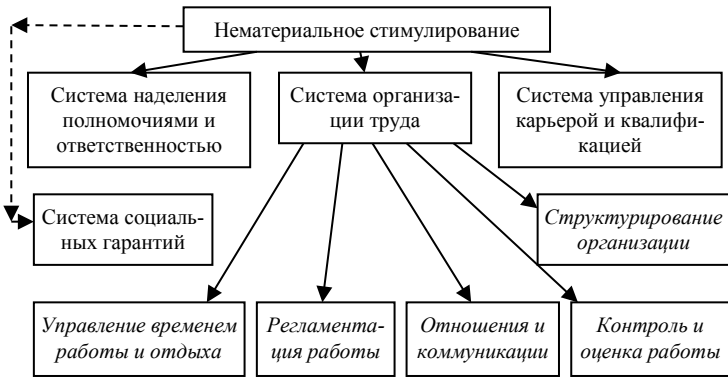 Нематериальное стимулирование
Система наделения
полномочиями и
ответственностью
Система организа-
ции труда
Система управления
карьерой и квалифи-
кацией
Система социаль-
ных гарантий
Структурирование
организации
Управление временем
работы и отдыха
Регламента-
ция работы
Отношения и
коммуникации
Контроль и
оценка работы